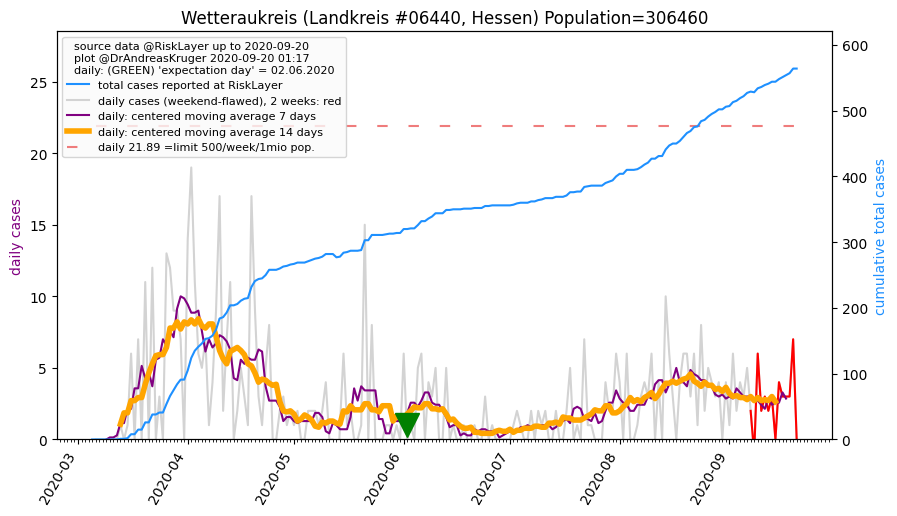 Wetteraukreis (Landkreis #06440, Hessen) Population=306460
source data @RiskLayer up to 2020-09-20
plot @DrAndreasKruger 2020-09-20 01:17
daily: (GREEN) 'expectation day' = 02.06.2020
total cases reported at RiskLayer
daily cases (weekend-flawed), 2 weeks: red
daily: centered moving average 7 days
daily: centered moving average 14 days
daily 21.89 =limit 500/week/1mio pop.
daily cases
25
20
15
10
5
0
cumulative total cases
600
500
400
300
200
100
0
2020-03
2020-04
2020-05
2020-06
2020-07
2020-08
2020-09